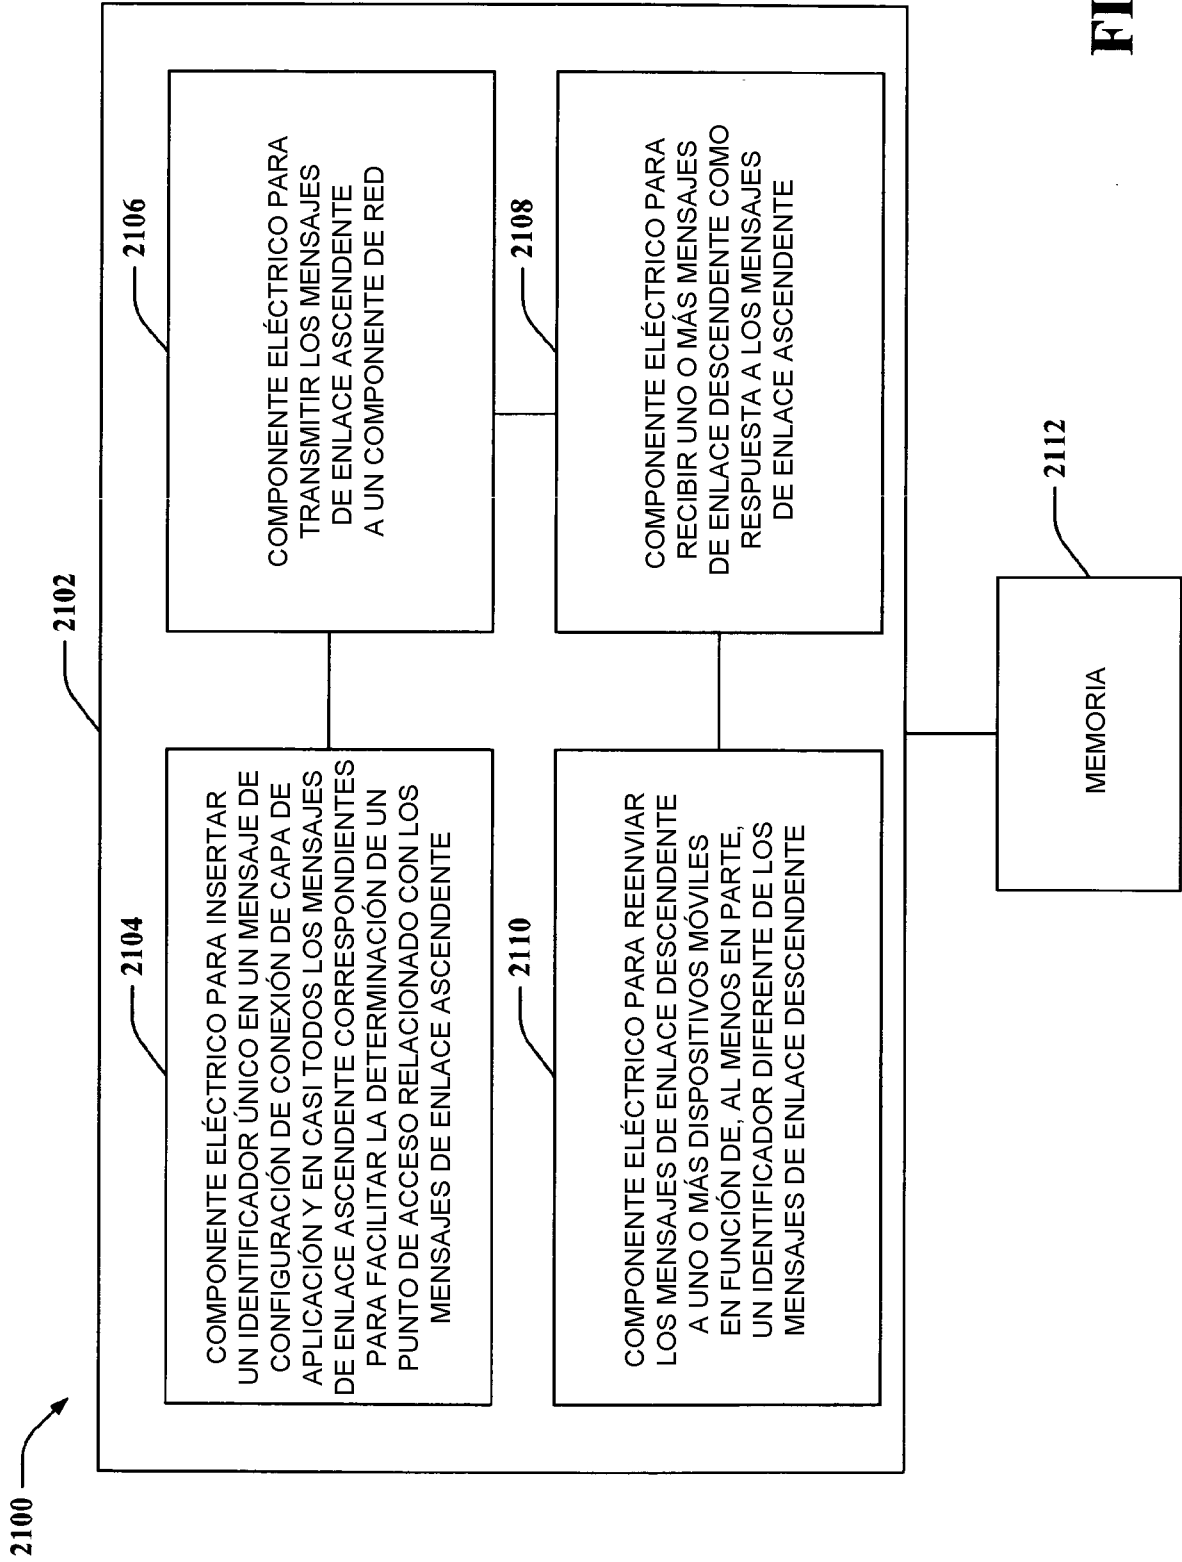 2100
2102
2104
COMPONENTE ELÉCTRICO PARA INSERTAR
UN IDENTIFICADOR ÚNICO EN UN MENSAJE DE
CONFIGURACIÓN DE CONEXIÓN DE CAPA DE
APLICACIÓN Y EN CASI TODOS LOS MENSAJES
DE ENLACE ASCENDENTE CORRESPONDIENTES
PARA FACILITAR LA DETERMINACIÓN DE UN
PUNTO DE ACCESO RELACIONADO CON LOS
MENSAJES DE ENLACE ASCENDENTE
2106
COMPONENTE ELÉCTRICO PARA
TRANSMITIR LOS MENSAJES
DE ENLACE ASCENDENTE
A UN COMPONENTE DE RED
2110
COMPONENTE ELÉCTRICO PARA REENVIAR
LOS MENSAJES DE ENLACE DESCENDENTE
A UNO O MÁS DISPOSITIVOS MÓVILES
EN FUNCIÓN DE, AL MENOS EN PARTE,
UN IDENTIFICADOR DIFERENTE DE LOS
MENSAJES DE ENLACE DESCENDENTE
2108
COMPONENTE ELÉCTRICO PARA
RECIBIR UNO O MÁS MENSAJES
DE ENLACE DESCENDENTE COMO
RESPUESTA A LOS MENSAJES
DE ENLACE ASCENDENTE
2112
MEMORIA